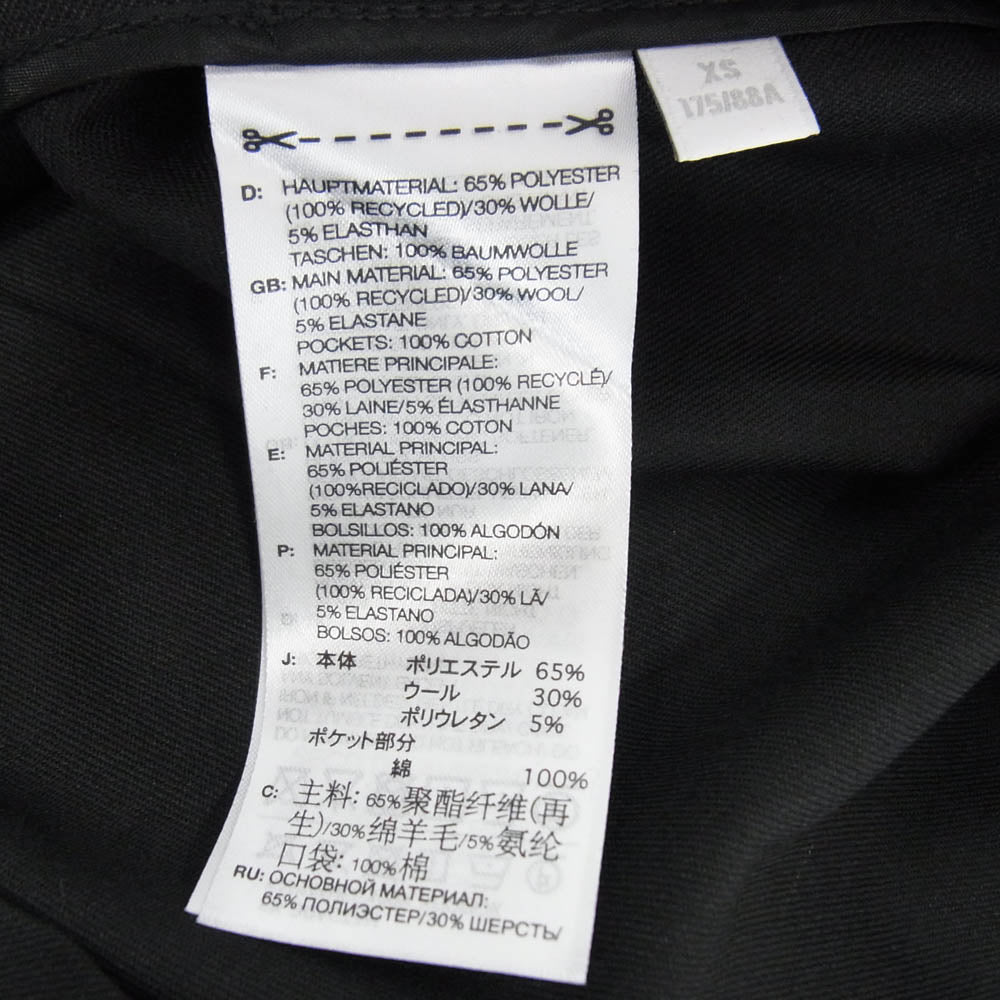 XS
175/88A
D: HAUPTMATERIAL: 65% POLYESTER
(100% RECYCLED)/30% WOLLE/
5% ELASTHAN
TASCHEN: 100% BAUMWOLLE
GB: MAIN MATERIAL: 65% POLYESTER
(100% RECYCLED)/30% WOOL/
5% ELASTANE
POCKETS: 100% COTTON
F: MATIERE PRINCIPALE:
65% POLYESTER (100% RECYCLÉ)/
30% LAINE/5% ÉLASTHANNE
POCHES: 100% COTON
E: MATERIAL PRINCIPAL:
65% POLIÉSTER
(100%RECICLADO)/30% LANA/
5% ELASTANO
BOLSILLOS: 100% ALGODÓN
P: MATERIAL PRINCIPAL:
65% POLIÉSTER
(100% RECICLADA)/30% LÃ/
5% ELASTANO
BOLSOS: 100% ALGODÃO
J: 本体 ポリエステル 65%
ウール 30%
ポリウレタン 5%
ポケット部分
綿 100%
C: 主料: 65%聚酯纤维(再
生)/30%绵羊毛/5%氨纶
口袋: 100%棉
RU: ОСНОВНОЙ МАТЕРИАЛ:
65% ПОЛИЭСТЕР/30% ШЕРСТЬ/